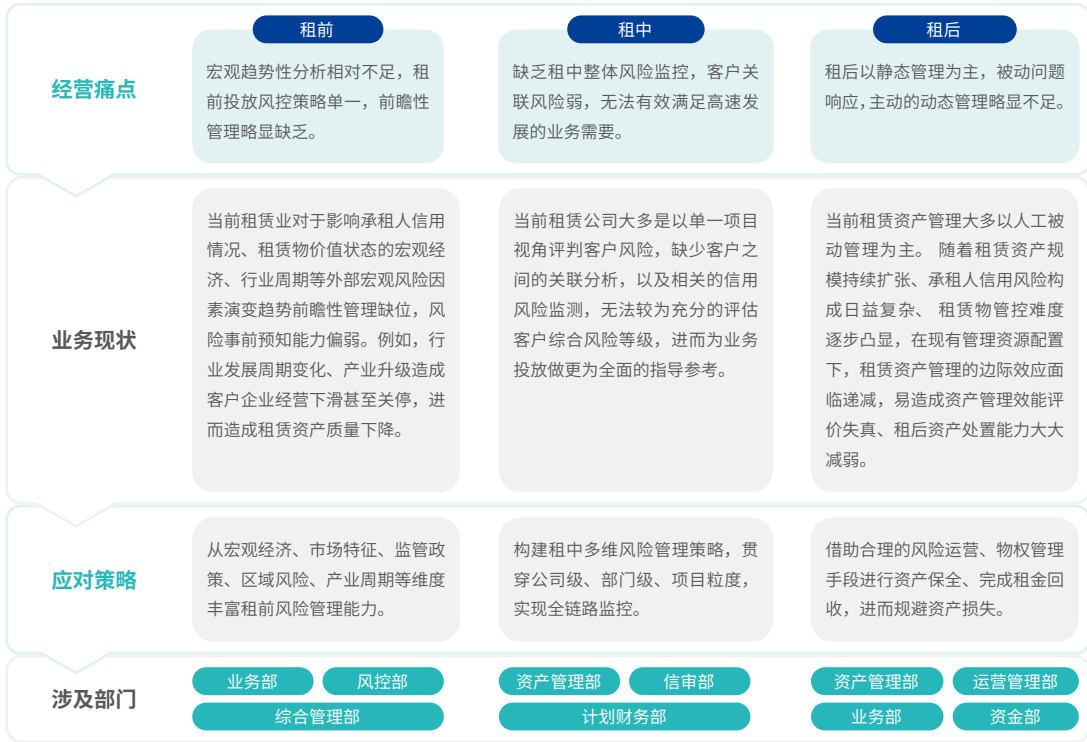 租前
租中
租后
经营痛点
宏观趋势性分析相对不足，租
前投放风控策略单一，前瞻性
管理略显缺乏。
缺乏租中整体风险监控，客户关
联风险弱，无法有效满足高速发
展的业务需要。
租后以静态管理为主，被动问题
响应，主动的动态管理略显不足。
业务现状
当前租赁业对于影响承租人信用
情况、租赁物价值状态的宏观经
济、行业周期等外部宏观风险因
素演变趋势前瞻性管理缺位，风
险事前预知能力偏弱。例如，行
业发展周期变化、产业升级造成
客户企业经营下滑甚至关停，进
而造成租赁资产质量下降。
当前租赁公司大多是以单一项目
视角评判客户风险，缺少客户之
间的关联分析，以及相关的信用
风险监测，无法较为充分的评估
客户综合风险等级，进而为业务
投放做更为全面的指导参考。
当前租赁资产管理大多以人工被
动管理为主。 随着租赁资产规
模持续扩张、承租人信用风险构
成日益复杂、 租赁物管控难度
逐步凸显，在现有管理资源配置
下，租赁资产管理的边际效应面
临递减，易造成资产管理效能评
价失真、租后资产处置能力大大
减弱。
应对策略
从宏观经济、市场特征、监管政
策、区域风险、产业周期等维度
丰富租前风险管理能力。
构建租中多维风险管理策略，贯
穿公司级、部门级、项目粒度，
实现全链路监控。
借助合理的风险运营、物权管理
手段进行资产保全、完成租金回
收，进而规避资产损失。
涉及部门
业务部
风控部
综合管理部
资产管理部
信审部
计划财务部
资产管理部
运营管理部
业务部
资金部